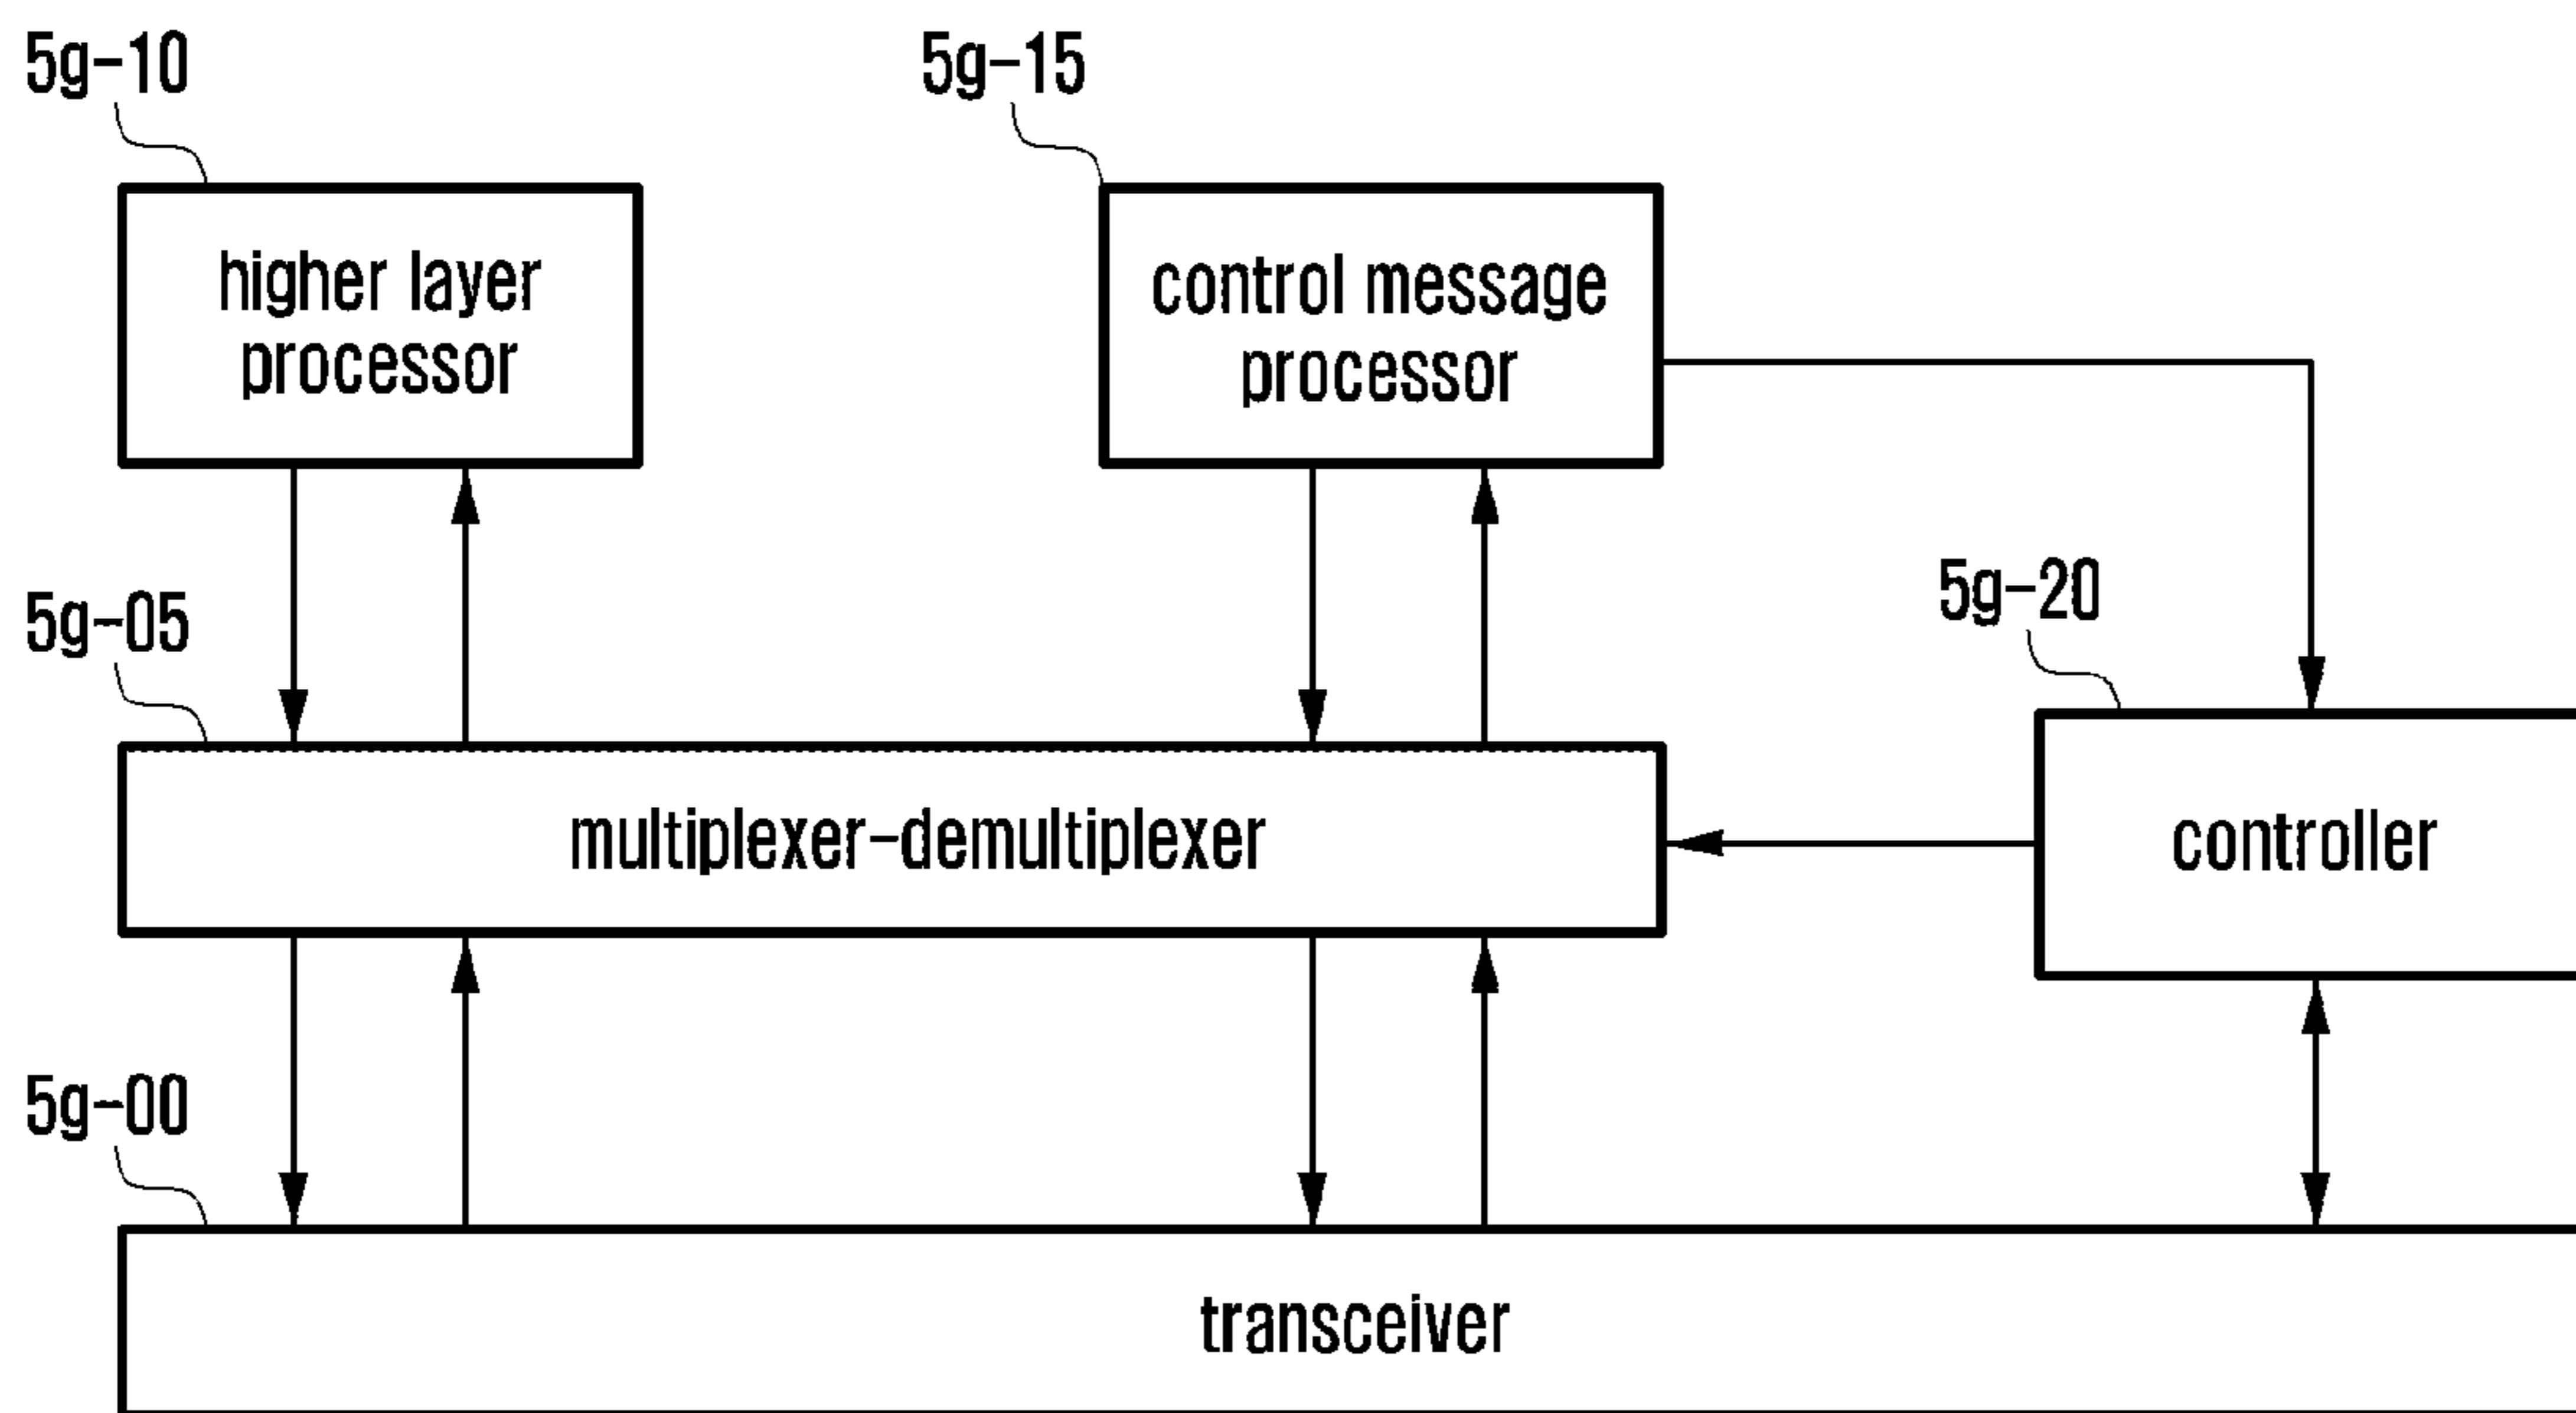 5g-10
5g-15
higher layer
processor
control message
processor
5g-05
5g-20
multiplexer-demultiplexer
controller
5g-00
transceiver